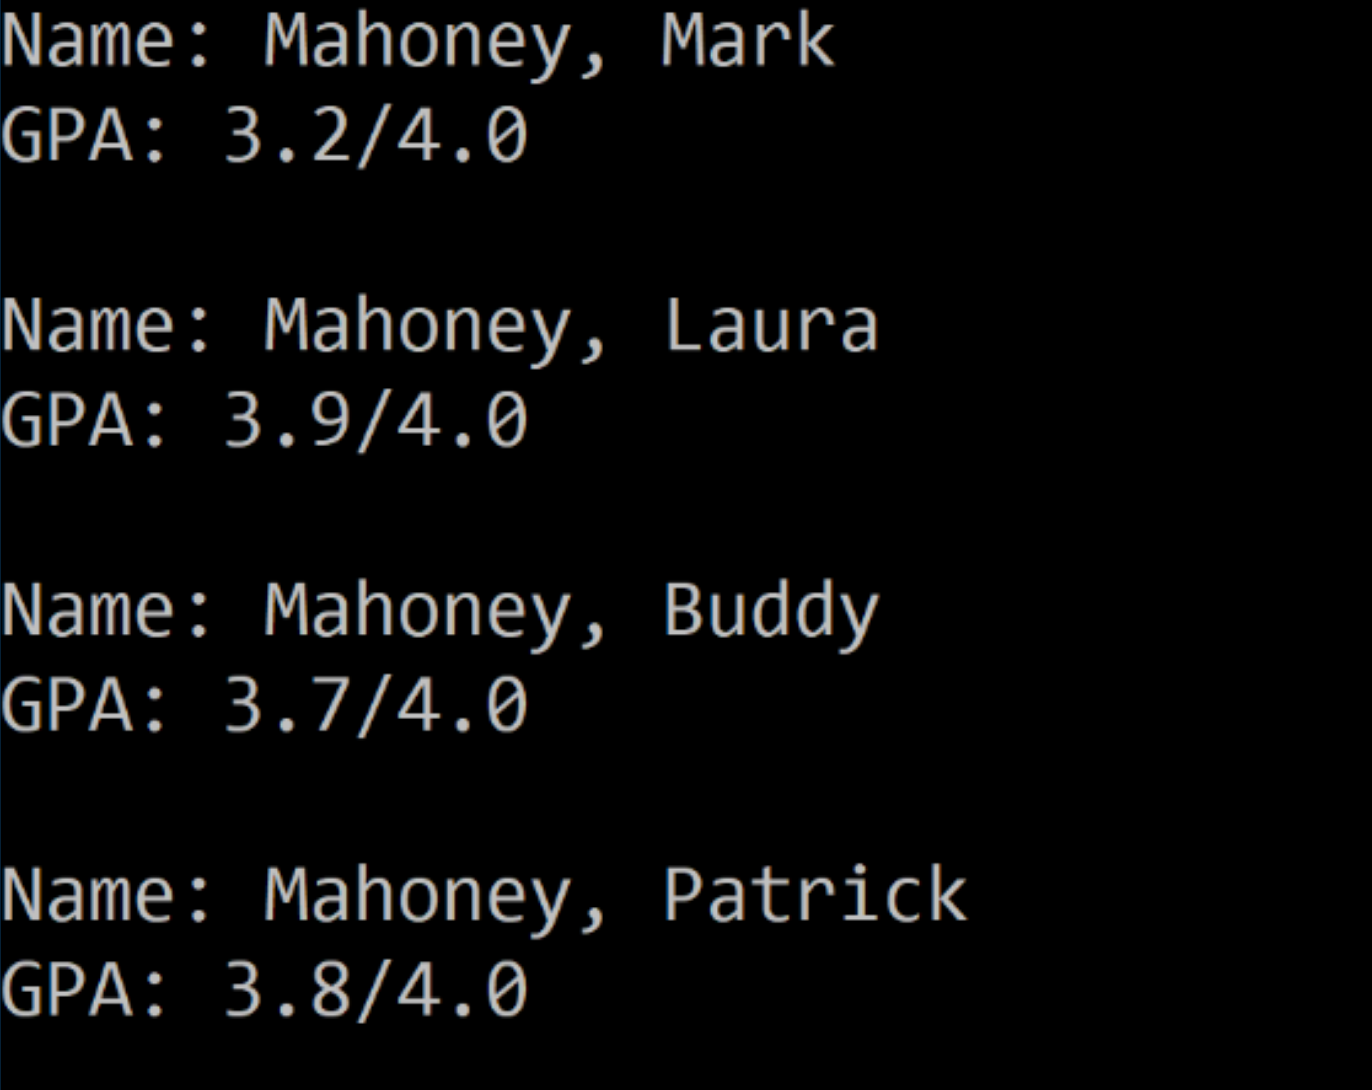 Name: Mahoney, Mark
GPA: 3.2/4.0
Name: Mahoney, Laura
GPA: 3.9/4.0
Name: Mahoney, Buddy
GPA: 3.7/4.0
Name: Mahoney, Patrick
GPA: 3.8/4.0